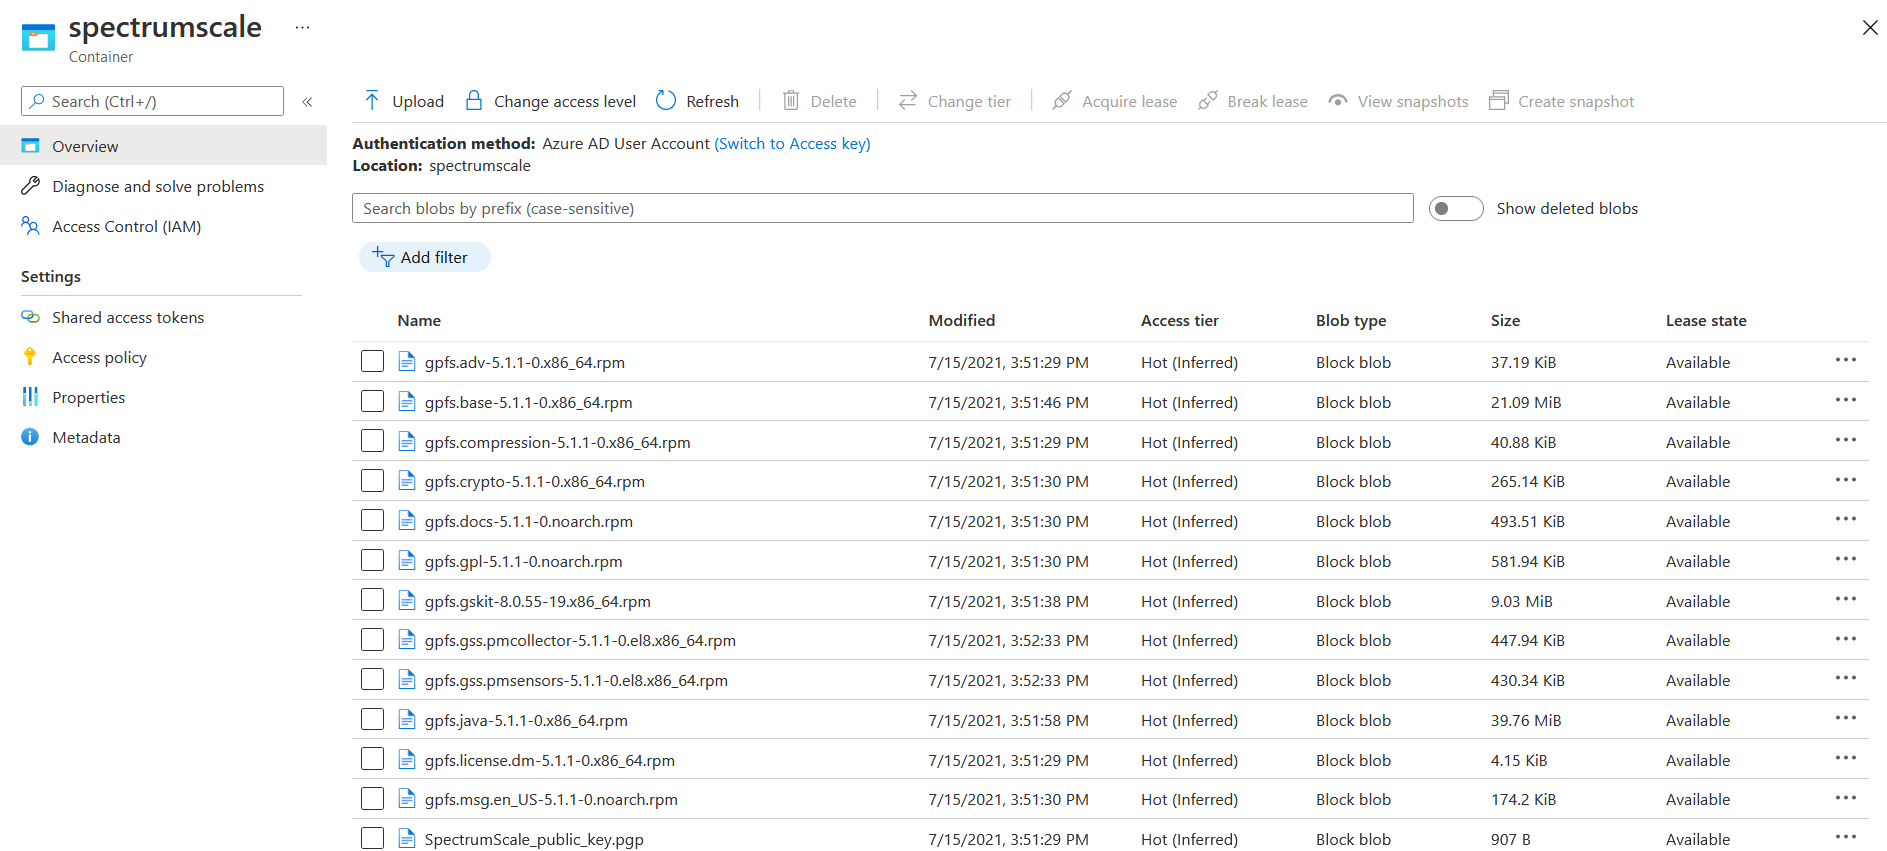 spectrumscale ...
Container
Search (Ctrl+/) «
Overview
Diagnose and solve problems
Access Control (IAM)
Settings
Shared access tokens
Access policy
Properties
Metadata
Upload Change access level Refresh Delete Change tier Acquire lease Break lease View snapshots Create snapshot
Authentication method: Azure AD User Account (Switch to Access key)
Location: spectrumscale
Search blobs by prefix (case-sensitive) Show deleted blobs
Add filter
Name Modified Access tier Blob type Size Lease state
gpfs.adv-5.1.1-0.x86_64.rpm 7/15/2021, 3:51:29 PM Hot (Inferred) Block blob 37.19 KiB Available ...
gpfs.base-5.1.1-0.x86_64.rpm 7/15/2021, 3:51:46 PM Hot (Inferred) Block blob 21.09 MiB Available ...
gpfs.compression-5.1.1-0.x86_64.rpm 7/15/2021, 3:51:29 PM Hot (Inferred) Block blob 40.88 KiB Available ...
gpfs.crypto-5.1.1-0.x86_64.rpm 7/15/2021, 3:51:30 PM Hot (Inferred) Block blob 265.14 KiB Available ...
gpfs.docs-5.1.1-0.noarch.rpm 7/15/2021, 3:51:30 PM Hot (Inferred) Block blob 493.51 KiB Available ...
gpfs.gpl-5.1.1-0.noarch.rpm 7/15/2021, 3:51:30 PM Hot (Inferred) Block blob 581.94 KiB Available ...
gpfs.gskit-8.0.55-19.x86_64.rpm 7/15/2021, 3:51:38 PM Hot (Inferred) Block blob 9.03 MiB Available ...
gpfs.gss.pmcollector-5.1.1-0.el8.x86_64.rpm 7/15/2021, 3:52:33 PM Hot (Inferred) Block blob 447.94 KiB Available ...
gpfs.gss.pmsensors-5.1.1-0.el8.x86_64.rpm 7/15/2021, 3:52:33 PM Hot (Inferred) Block blob 430.34 KiB Available ...
gpfs.java-5.1.1-0.x86_64.rpm 7/15/2021, 3:51:58 PM Hot (Inferred) Block blob 39.76 MiB Available ...
gpfs.license.dm-5.1.1-0.x86_64.rpm 7/15/2021, 3:51:29 PM Hot (Inferred) Block blob 4.15 KiB Available ...
gpfs.msg.en_US-5.1.1-0.noarch.rpm 7/15/2021, 3:51:30 PM Hot (Inferred) Block blob 174.2 KiB Available ...
SpectrumScale_public_key.pgp 7/15/2021, 3:51:29 PM Hot (Inferred) Block blob 907 B Available ...